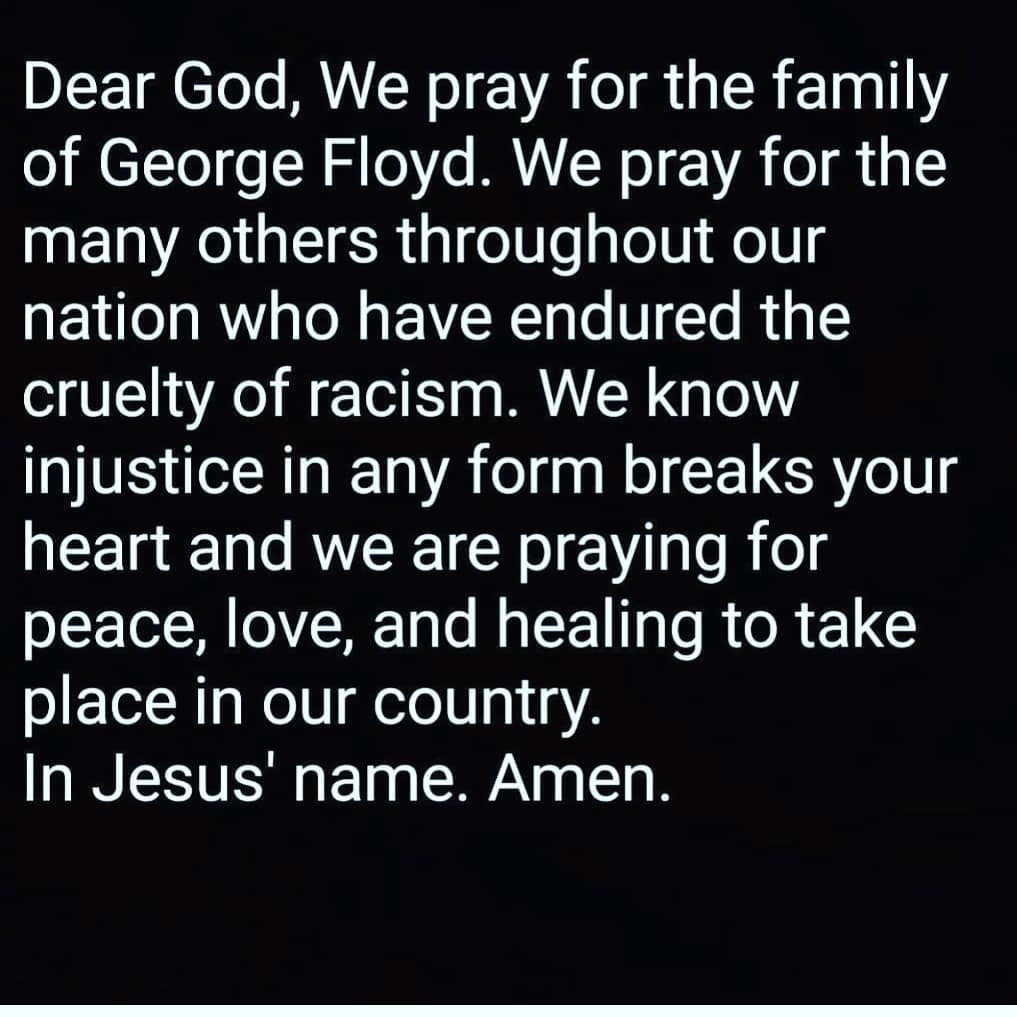 Dear God, We pray for the family
of George Floyd. We pray for the
many others throughout our
nation who have endured the
cruelty of racism. We know
injustice in any form breaks your
heart and we are praying for
peace, love, and healing to take
place in our country.
In Jesus' name. Amen.